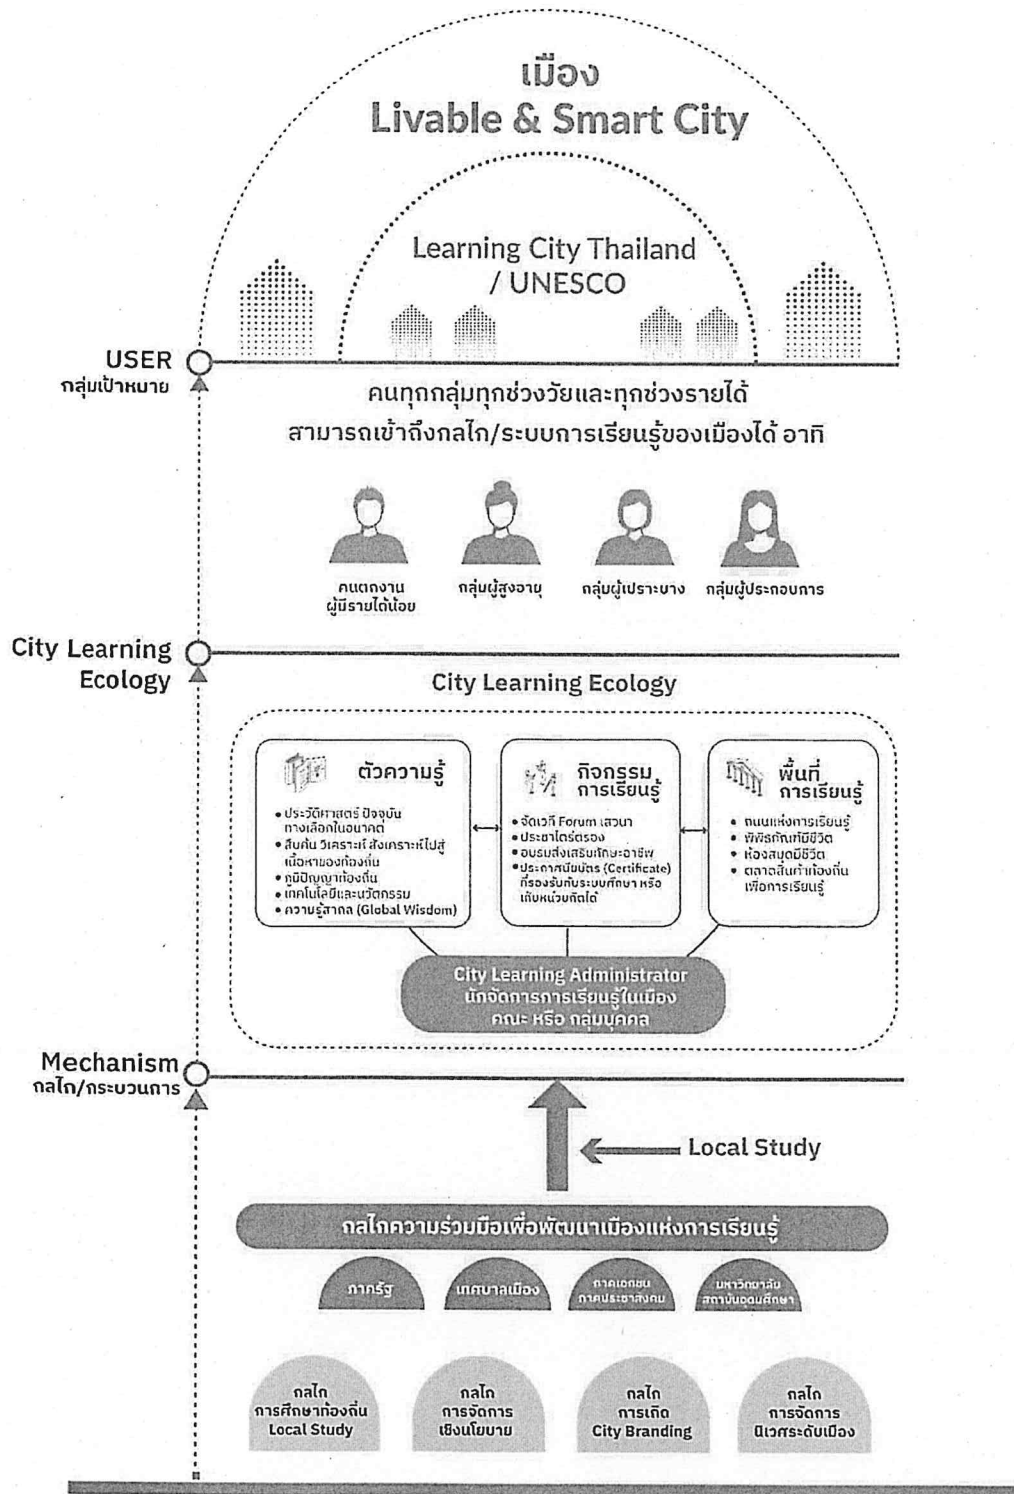 เมือง
Livable & Smart City
Learning City Thailand
/ UNESCO
USER
กลุ่มเป้าหมาย
คนทุกกลุ่มทุกช่วงวัยและทุกช่วงรายได้
สามารถเข้าถึงกลไก/ระบบการเรียนรู้ของเมืองได้ อาทิ
คนตกงาน
ผู้มีรายได้น้อย
กลุ่มผู้สูงอายุ
กลุ่มผู้เปราะบาง
กลุ่มผู้ประกอบการ
City Learning
Ecology
City Learning Ecology
ตัวความรู้
• ประวัติศาสตร์ ปัจจุบัน
ทางเลือกในอนาคต
• สืบค้น วิเคราะห์ สังเคราะห์ไปสู่
เนื้อหาของท้องถิ่น
• ภูมิปัญญาท้องถิ่น
• เทคโนโลยีและนวัตกรรม
• ความรู้สากล (Global Wisdom)
กิจกรรม
การเรียนรู้
• จัดเวที Forum เสวนา
• ประชาไตร่ตรอง
• อบรมส่งเสริมทักษะอาชีพ
• ประกาศนียบัตร (Certificate)
ที่รองรับกับระบบศึกษา หรือ
เก็บหน่วยกิตได้
พื้นที่
การเรียนรู้
• ถนนแห่งการเรียนรู้
• พิพิธภัณฑ์มีชีวิต
• ห้องสมุดมีชีวิต
• ตลาดสินค้าท้องถิ่น
เพื่อการเรียนรู้
City Learning Administrator
นักจัดการการเรียนรู้ในเมือง
คณะ หรือ กลุ่มบุคคล
Mechanism
กลไก/กระบวนการ
Local Study
กลไกความร่วมมือเพื่อพัฒนาเมืองแห่งการเรียนรู้
ภาครัฐ
เทศบาลเมือง
ภาคเอกชน
ภาคประชาสังคม
มหาวิทยาลัย
สถาบันอุดมศึกษา
กลไก
การศึกษาท้องถิ่น
Local Study
กลไก
การจัดการ
เชิงนโยบาย
กลไก
การเกิด
City Branding
กลไก
การจัดการ
นิเวศระดับเมือง